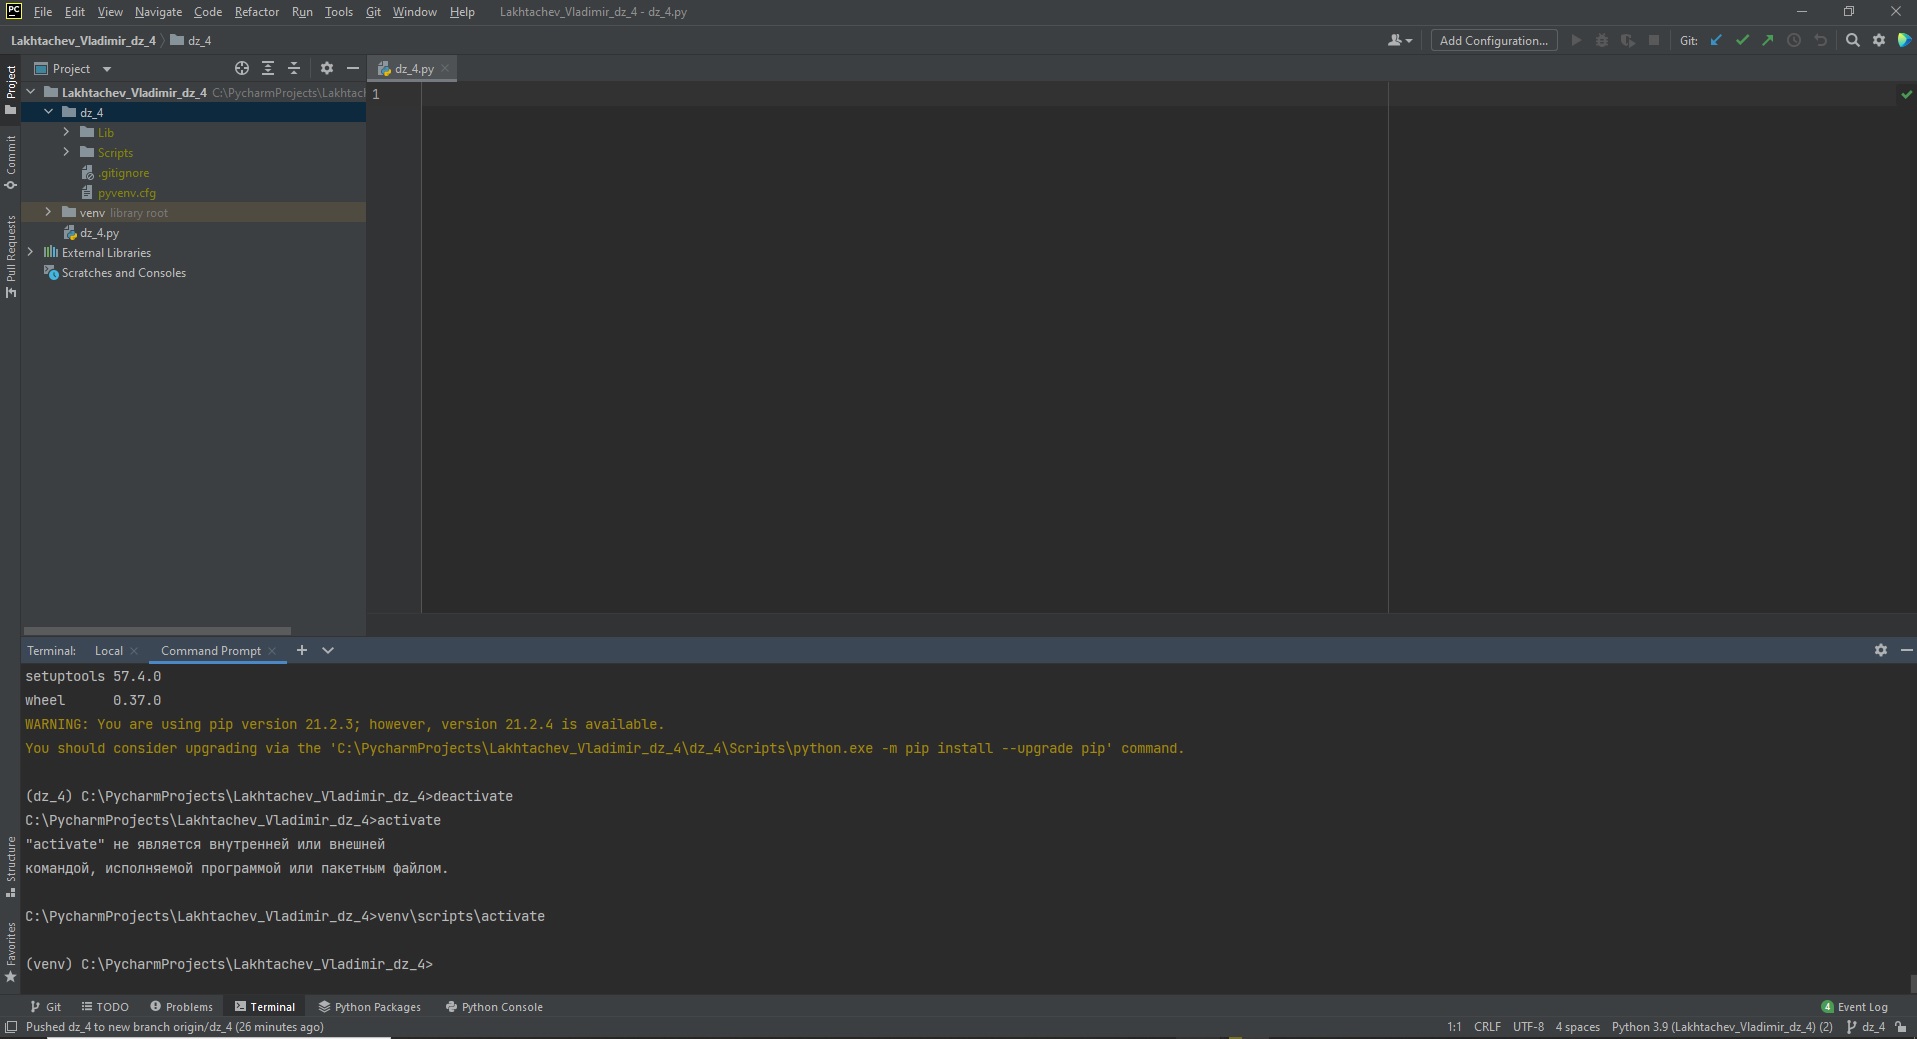 PC File Edit View Navigate Code Refactor Run Tools Git Window Help Lakhtachev_Vladimir_dz_4 - dz_4.py
Lakhtachev_Vladimir_dz_4 dz_4 Add Configuration... Git:
Project dz_4.py
Lakhtachev_Vladimir_dz_4 C:\PycharmProjects\Lakhtac 1
dz_4
Lib
Scripts
.gitignore
pyvenv.cfg
venv library root
dz_4.py
External Libraries
Scratches and Consoles
Project
Commit
Pull Requests
Structure
Favorites
Terminal: Local Command Prompt
setuptools 57.4.0
wheel 0.37.0
WARNING: You are using pip version 21.2.3; however, version 21.2.4 is available.
You should consider upgrading via the 'C:\PycharmProjects\Lakhtachev_Vladimir_dz_4\dz_4\Scripts\python.exe -m pip install --upgrade pip' command.
(dz_4) C:\PycharmProjects\Lakhtachev_Vladimir_dz_4>deactivate
C:\PycharmProjects\Lakhtachev_Vladimir_dz_4>activate
"activate" не является внутренней или внешней
командой, исполняемой программой или пакетным файлом.
C:\PycharmProjects\Lakhtachev_Vladimir_dz_4>venv\scripts\activate
(venv) C:\PycharmProjects\Lakhtachev_Vladimir_dz_4>
Git TODO Problems Terminal Python Packages Python Console 4 Event Log
Pushed dz_4 to new branch origin/dz_4 (26 minutes ago) 1:1 CRLF UTF-8 4 spaces Python 3.9 (Lakhtachev_Vladimir_dz_4) (2) dz_4